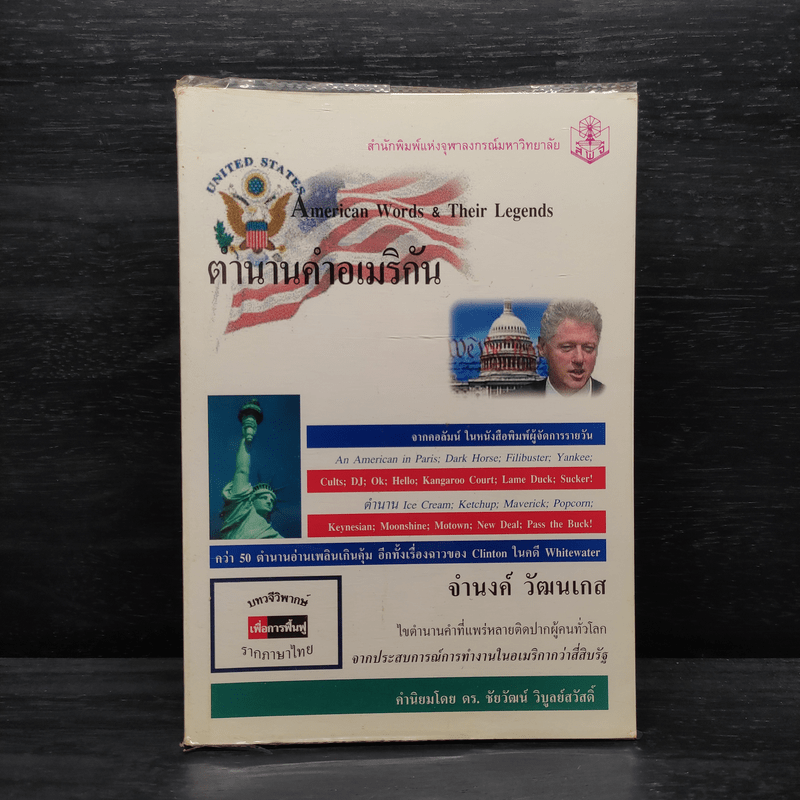 สำนักพิมพ์แห่งจุฬาลงกรณ์มหาวิทยาลัย
สพจ
UNITED STATES
American Words & Their Legends
ตำนานคำอเมริกัน
We the People
จากคอลัมน์ ในหนังสือพิมพ์ผู้จัดการรายวัน
An American in Paris; Dark Horse; Filibuster; Yankee;
Cults; DJ; Ok; Hello; Kangaroo Court; Lame Duck; Sucker!
ตำนาน Ice Cream; Ketchup; Maverick; Popcorn;
Keynesian; Moonshine; Motown; New Deal; Pass the Buck!
กว่า 50 ตำนานอ่านเพลินเกินคุ้ม อีกทั้งเรื่องฉาวของ Clinton ในคดี Whitewater
จำนงค์ วัฒนเกส
บทวจีวิพากษ์
เพื่อการฟื้นฟู
รากภาษาไทย
ไขตำนานคำที่แพร่หลายติดปากผู้คนทั่วโลก
จากประสบการณ์การทำงานในอเมริกากว่าสี่สิบรัฐ
คำนิยมโดย ดร. ชัยวัฒน์ วิบูลย์สวัสดิ์